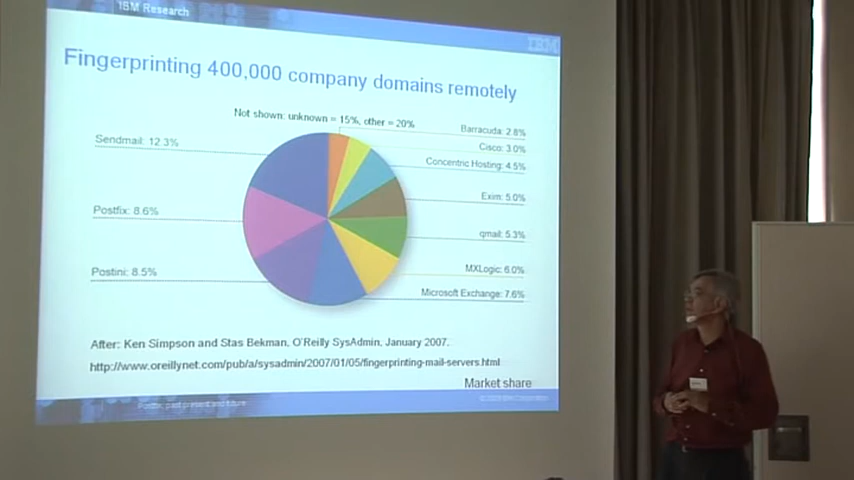 IBM Research
IBM
Fingerprinting 400,000 company domains remotely
Not shown: unknown = 15%, other = 20%
Barracuda: 2.8%
Sendmail: 12.3%
Cisco: 3.0%
Concentric Hosting: 4.5%
Exim: 5.0%
Postfix: 8.6%
qmail: 5.3%
Postini: 8.5%
MXLogic: 6.0%
Microsoft Exchange: 7.6%
After: Ken Simpson and Stas Bekman, O'Reilly SysAdmin, January 2007.
http://www.oreillynet.com/pub/a/sysadmin/2007/01/05/fingerprinting-mail-servers.html
Market share
Postfix, past present and future